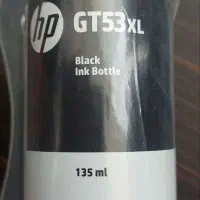 hp GT53XL
Black
Ink Bottle
135 ml